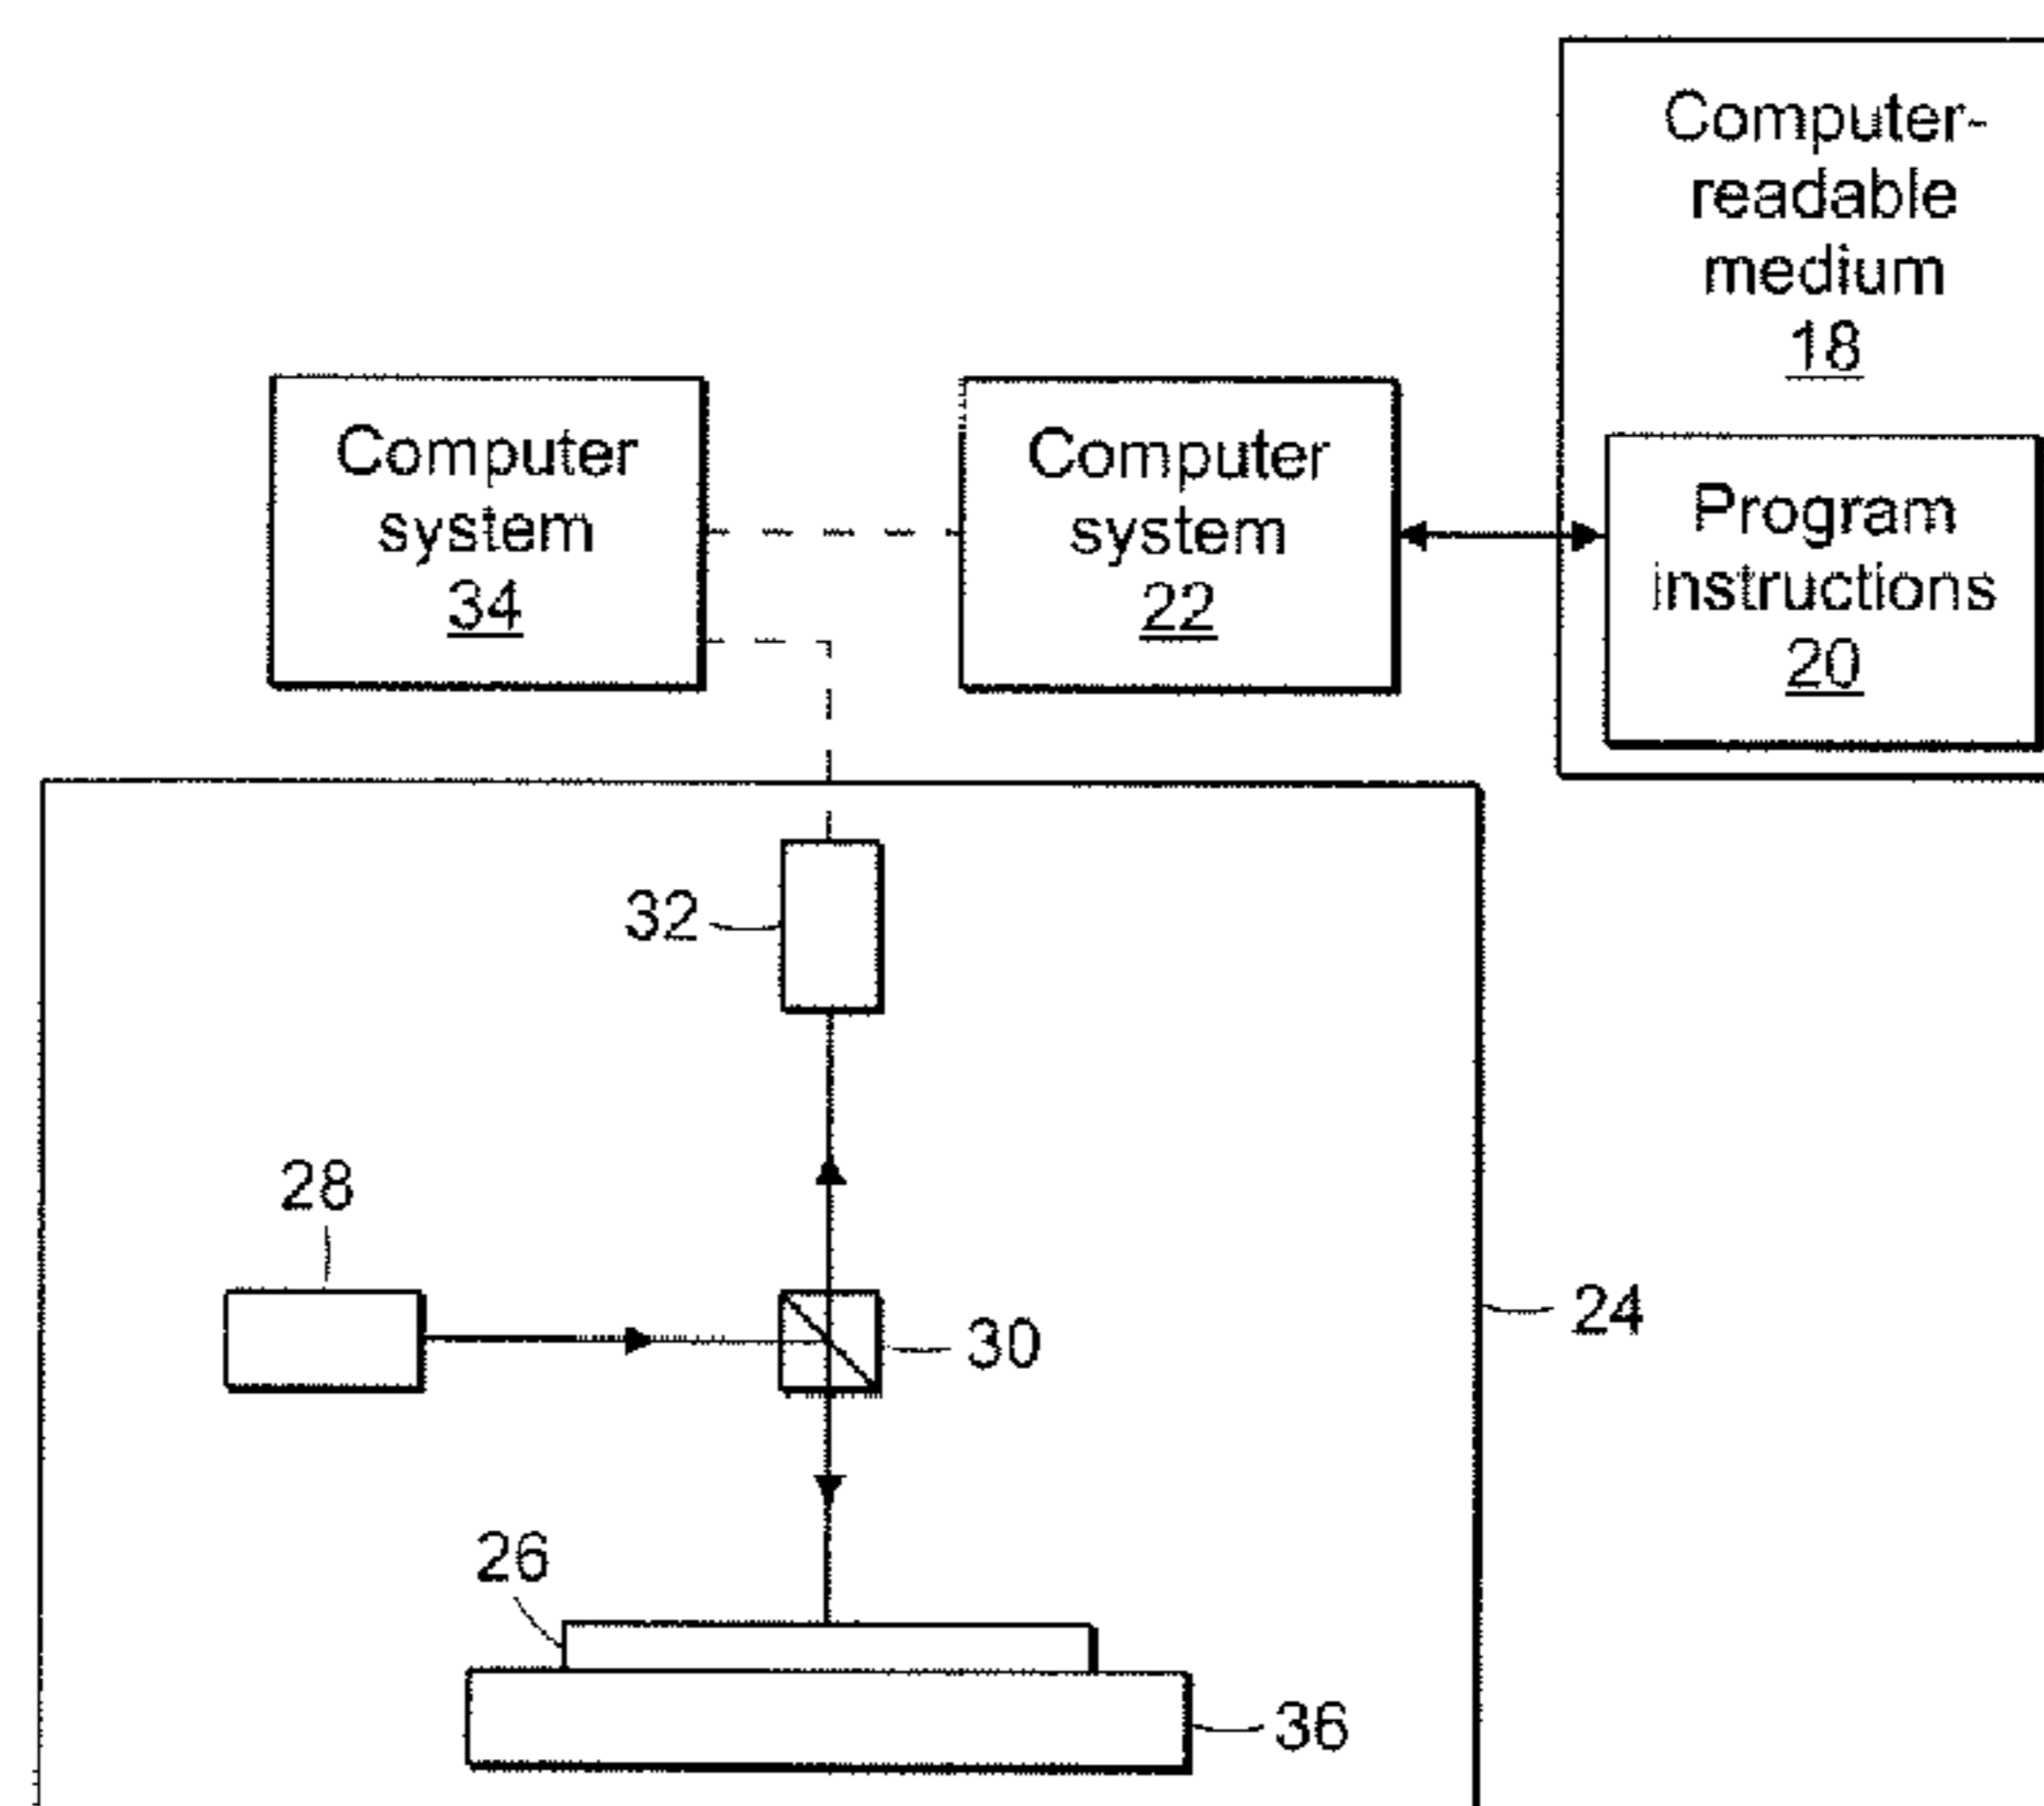 Computer-
readable
medium
18
Computer
system
34
Computer
system
22
Program
instructions
20
32
28
30
24
26
36